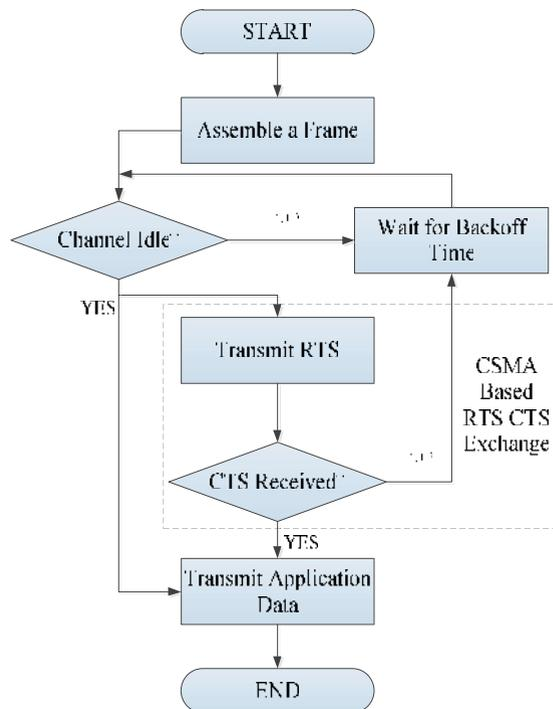 START
Assemble a Frame
Channel Idle
Wait for Backoff
Time
YES
Transmit RTS
CSMA
Based
RTS CTS
Exchange
CTS Received
YES
Transmit Application
Data
END